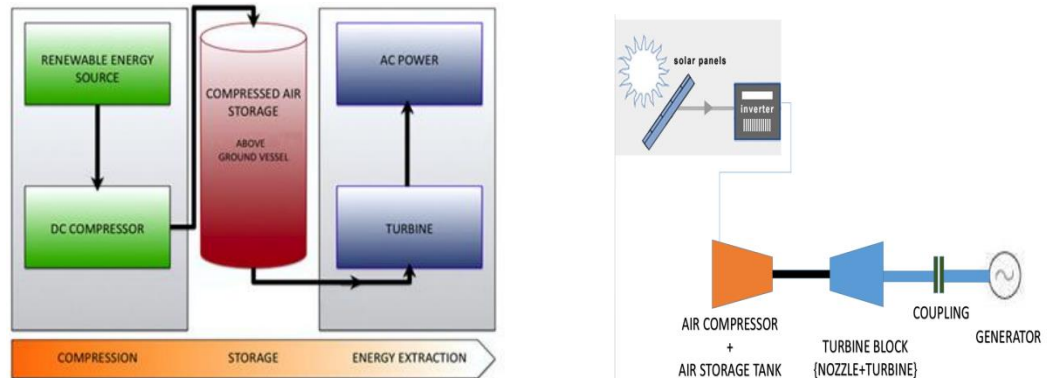 RENEWABLE ENERGY
SOURCE
DC COMPRESSOR
COMPRESSED AIR
STORAGE
ABOVE
GROUND VESSEL
AC POWER
TURBINE
COMPRESSION
STORAGE
ENERGY EXTRACTION
solar panels
inverter
AIR COMPRESSOR
+
AIR STORAGE TANK
TURBINE BLOCK
{NOZZLE+TURBINE}
COUPLING
GENERATOR